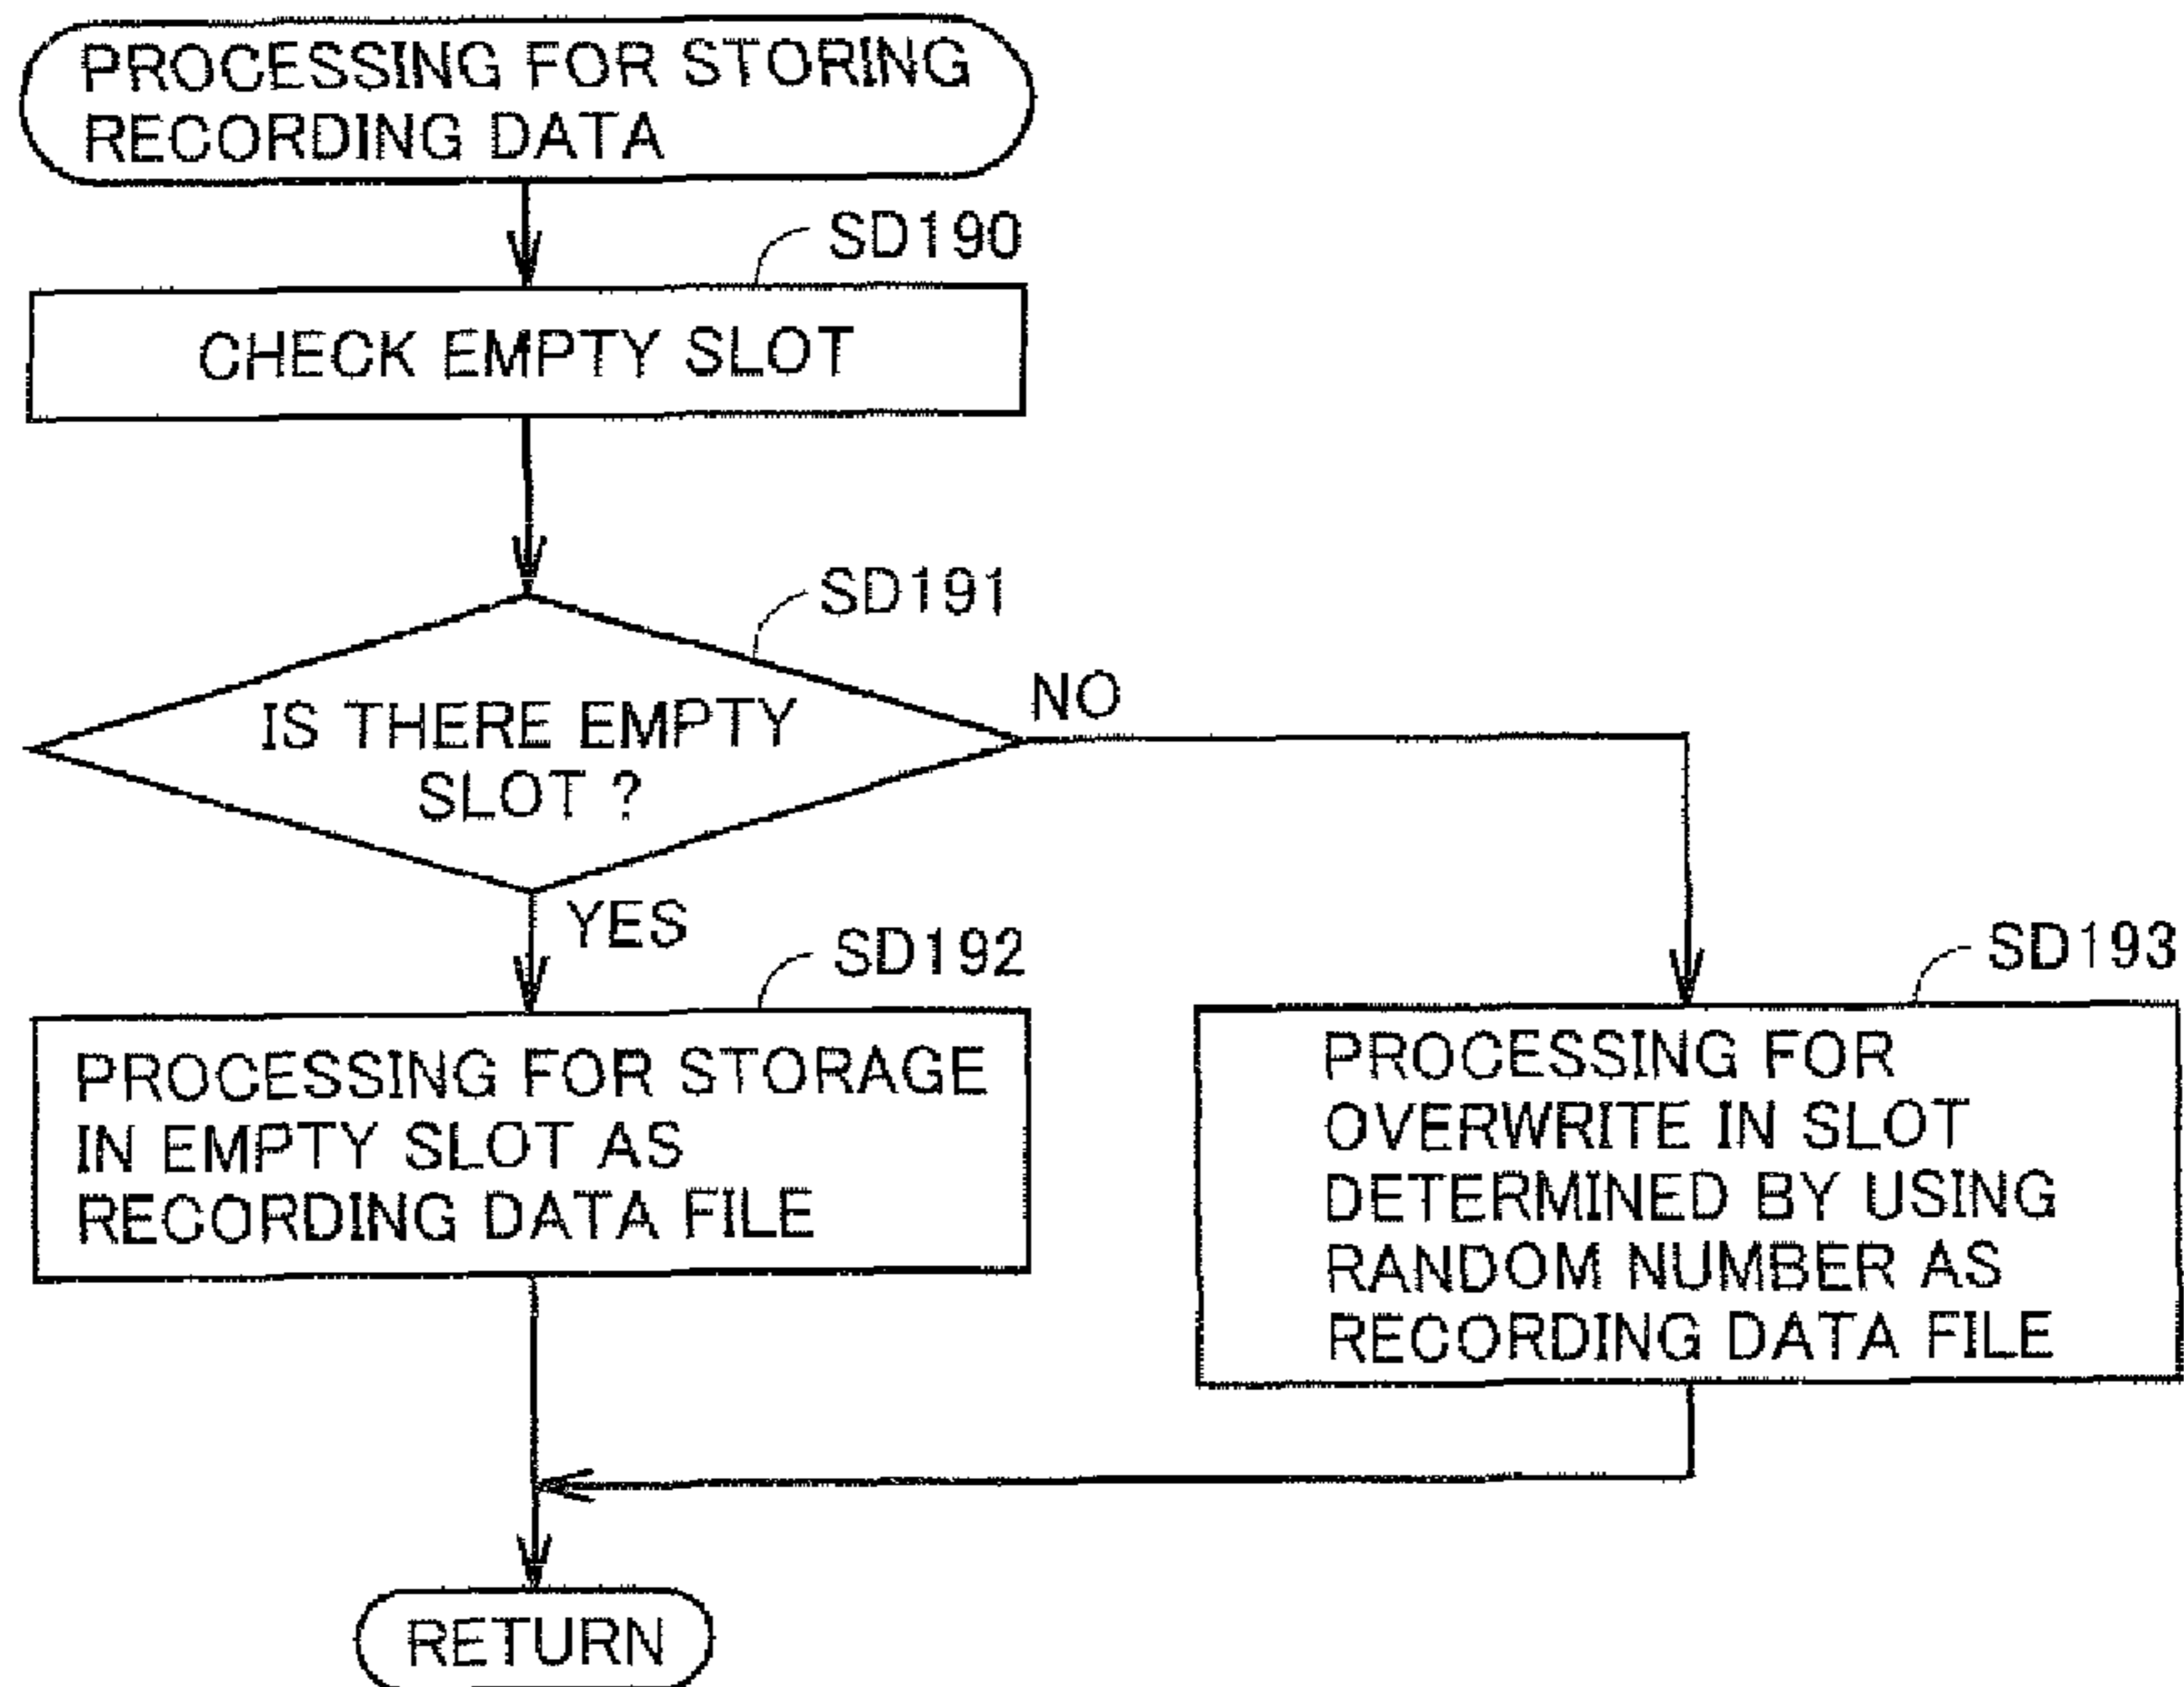 PROCESSING FOR STORING
RECORDING DATA
SD190
CHECK EMPTY SLOT
SD191
IS THERE EMPTY
SLOT ?
NO
YES
SD192
PROCESSING FOR STORAGE
IN EMPTY SLOT AS
RECORDING DATA FILE
SD193
PROCESSING FOR
OVERWRITE IN SLOT
DETERMINED BY USING
RANDOM NUMBER AS
RECORDING DATA FILE
RETURN